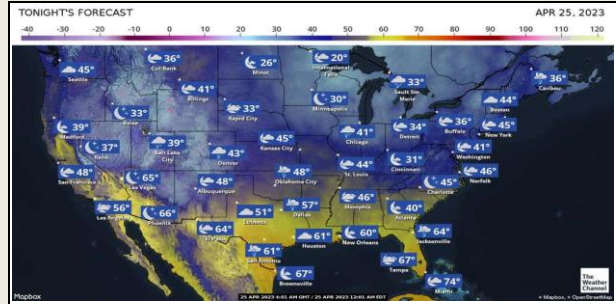 TONIGHT'S FORECAST
APR 25, 2023
-40 -30 -20 -10 0 10 20 30 40 50 60 70 80 90 100 110 120
45°
Seattle
36°
Cut Bank
26°
Minot
20°
International
Falls
33°
Sault Ste.
Marie
36°
Caribou
41°
Billings
30°
Minneapolis
44°
Boston
33°
Boise
33°
Rapid City
39°
Medford
37°
Reno
39°
Salt Lake
City
43°
Denver
45°
Kansas City
41°
Chicago
34°
Detroit
36°
Buffalo
45°
New York
41°
Washington
48°
San Francisco
65°
Las Vegas
48°
Albuquerque
48°
Oklahoma City
44°
St. Louis
31°
Cincinnati
46°
Norfolk
45°
Charlotte
56°
Los Angeles
66°
Phoenix
51°
Lubbock
57°
Dallas
46°
Memphis
40°
Atlanta
64°
El Paso
61°
San Antonio
61°
Houston
60°
New Orleans
64°
Jacksonville
67°
Brownsville
67°
Tampa
74°
Miami
The
Weather
Channel
Mapbox
25 APR 2023 4:01 AM GMT / 25 APR 2023 12:01 AM EDT
© Mapbox, © OpenStreetMap